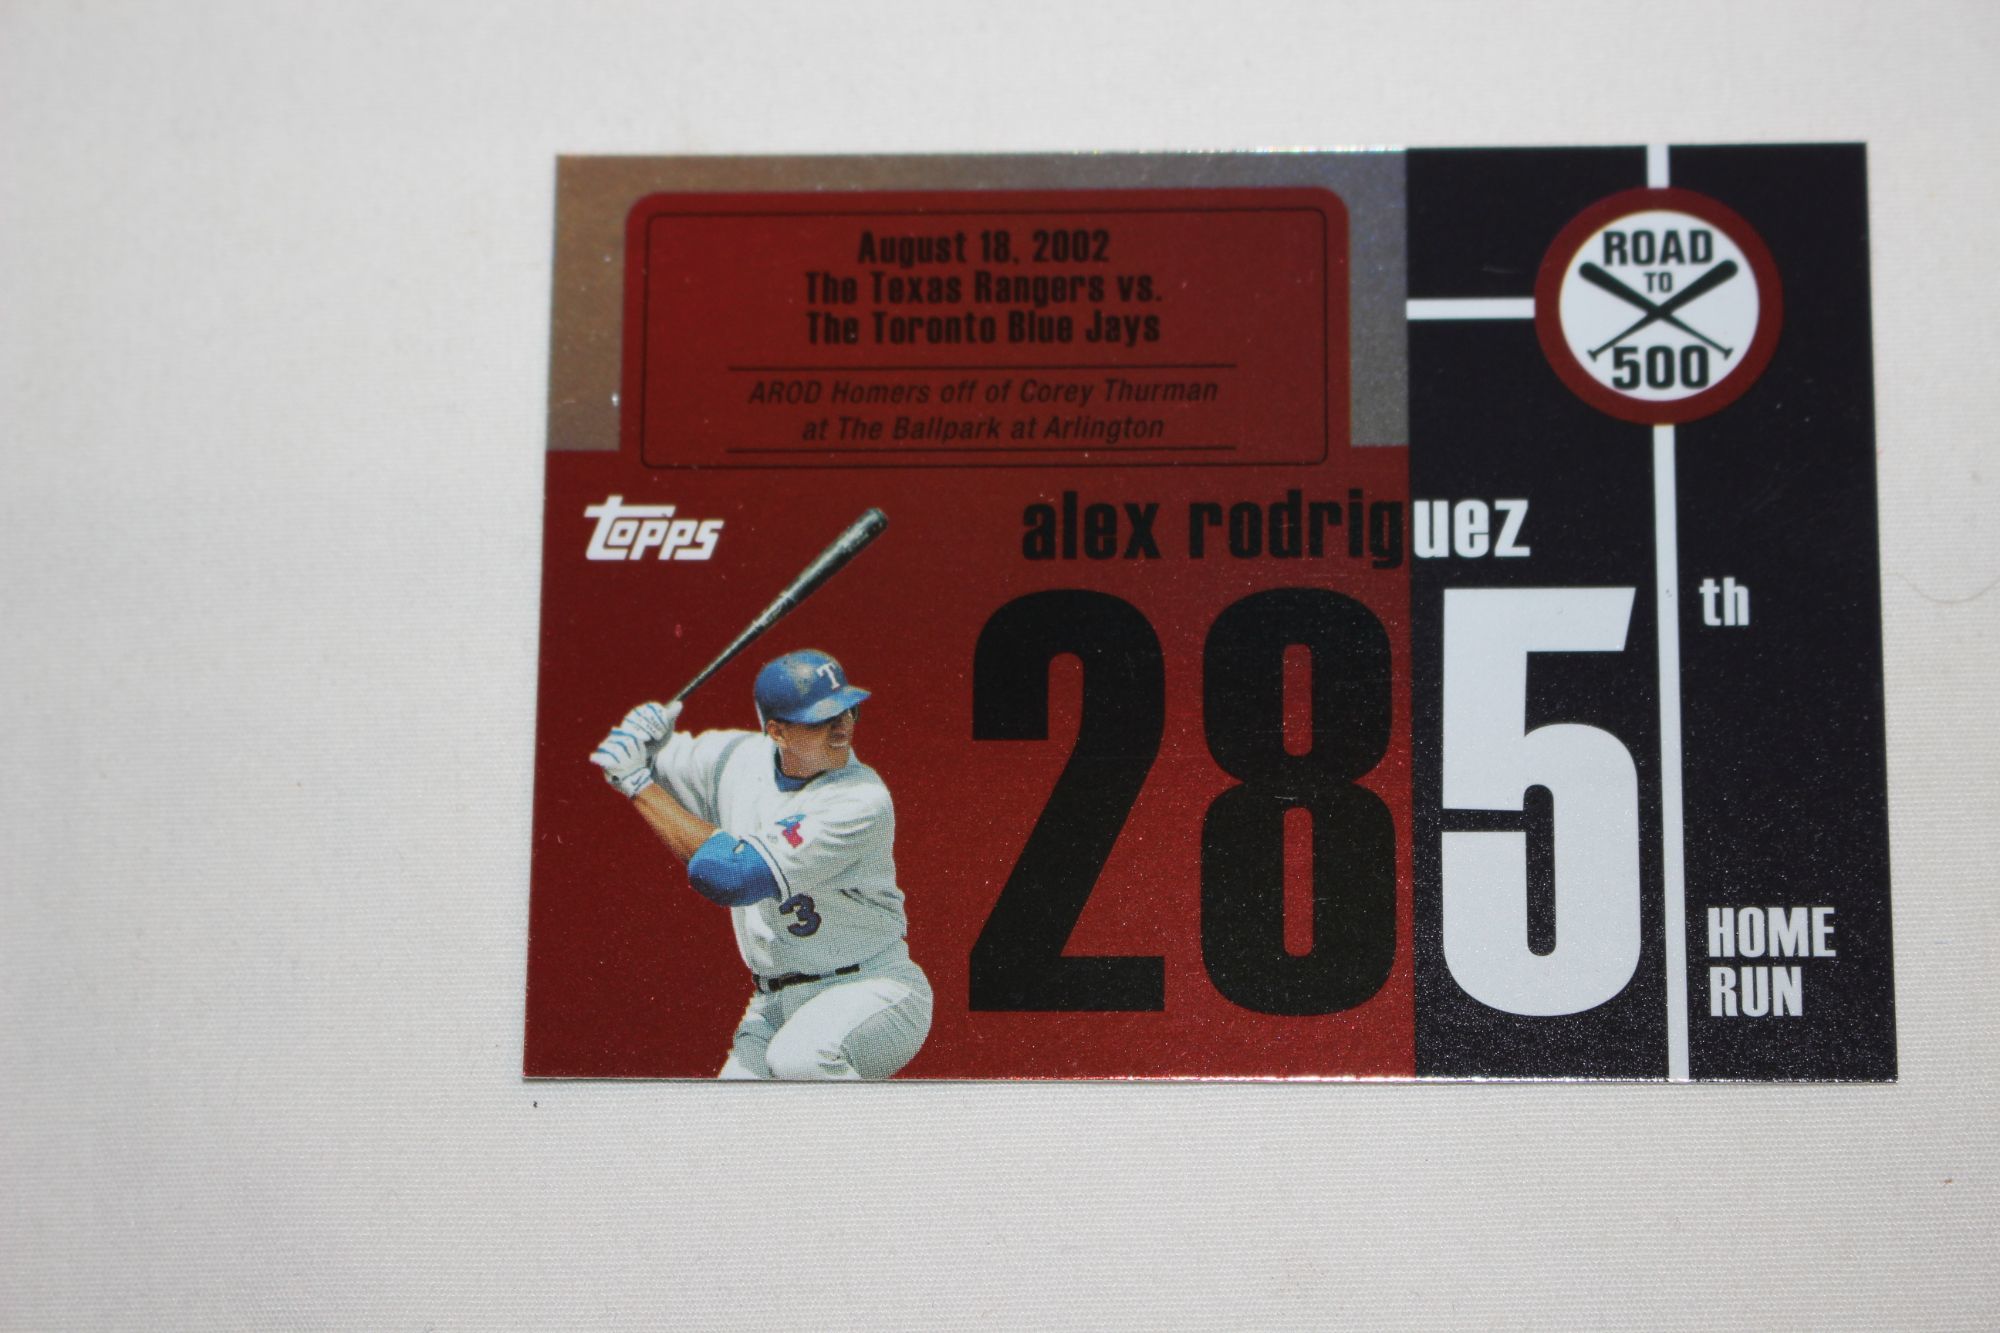 August 18, 2002
The Texas Rangers vs.
The Toronto Blue Jays
AROD Homers off of Corey Thurman
at The Ballpark at Arlington
ROAD
TO
500
Topps
alex rodriguez
285
th
HOME
RUN
T
3